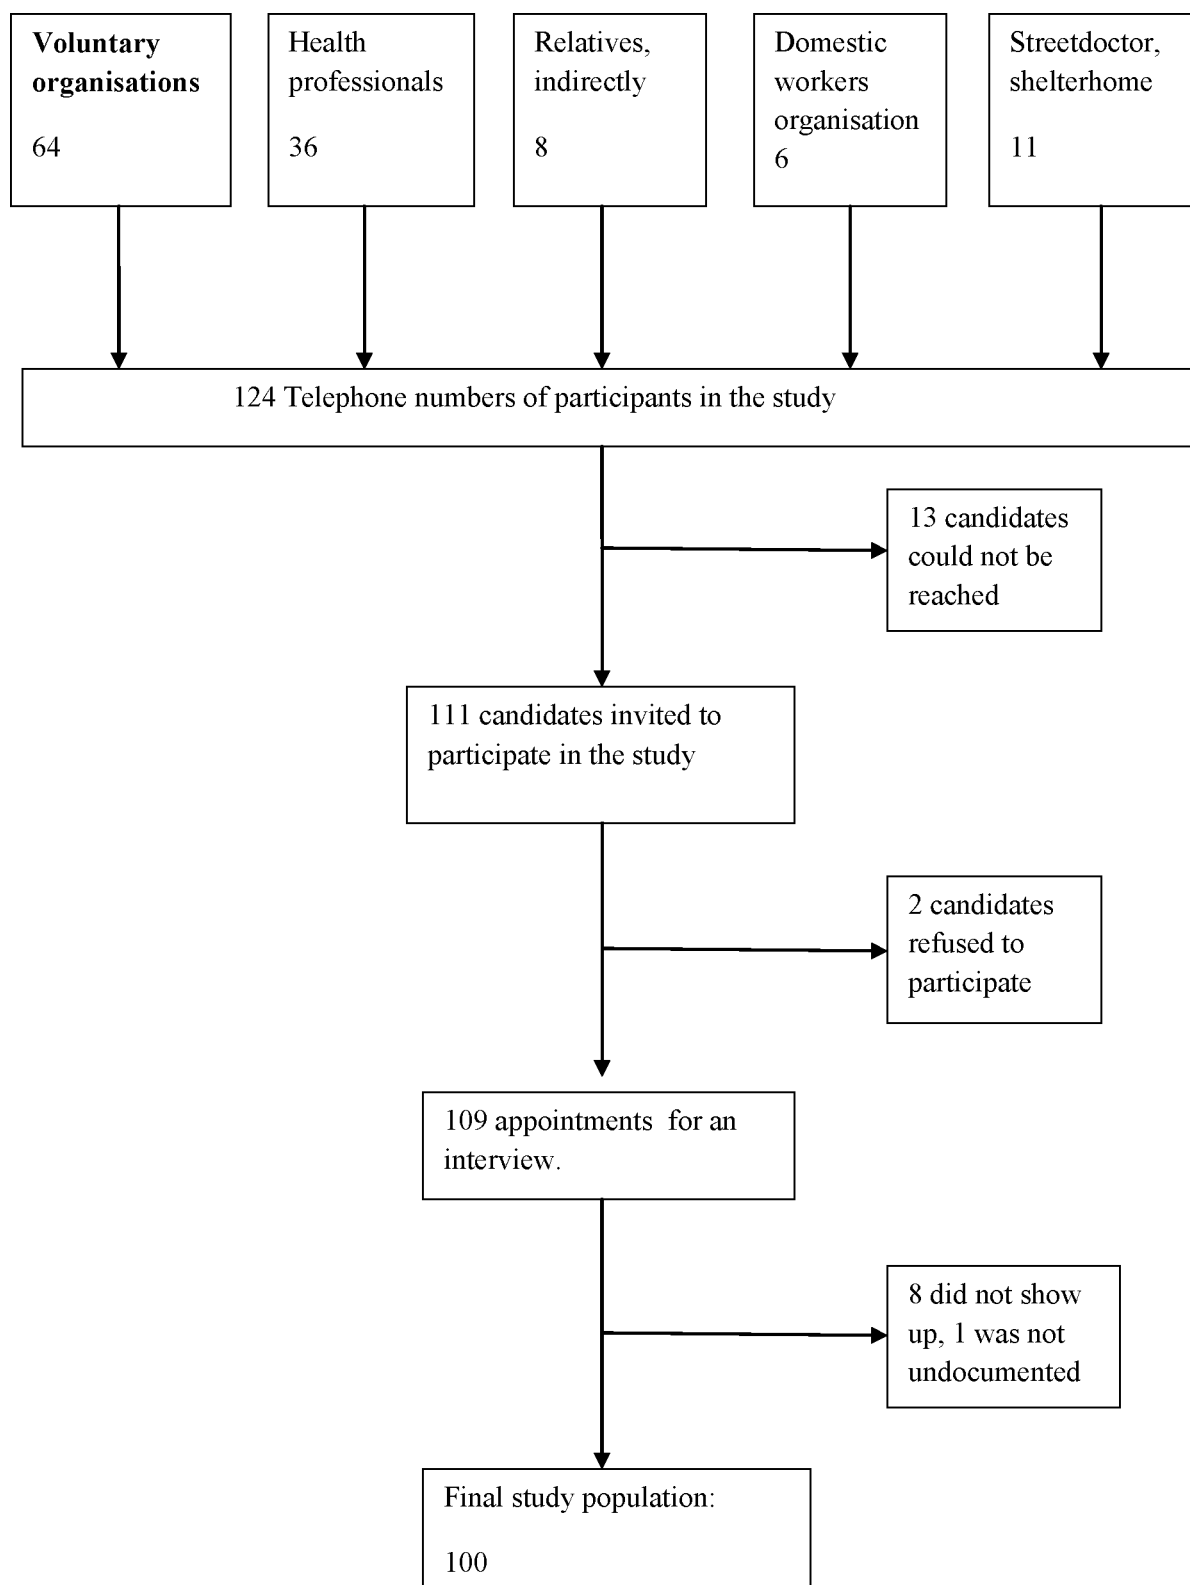 Voluntary
organisations
64
Health
professionals
36
Relatives,
indirectly
8
Domestic
workers
organisation
6
Streetdoctor,
shelterhome
11
124 Telephone numbers of participants in the study
13 candidates
could not be
reached
111 candidates invited to
participate in the study
2 candidates
refused to
participate
109 appointments  for an
interview.
8 did not show
up, 1 was not
undocumented
Final study population:
100